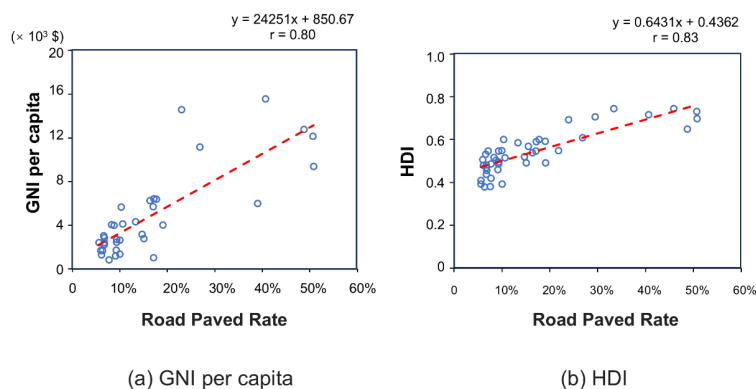 y = 24251x + 850.67
r = 0.80
(× 10³ $)
20
16
12
8
4
0
GNI per capita
0 10% 20% 30% 40% 50% 60%
Road Paved Rate
(a) GNI per capita
y = 0.6431x + 0.4362
r = 0.83
1.0
0.8
0.6
0.4
0.2
0
HDI
0 10% 20% 30% 40% 50% 60%
Road Paved Rate
(b) HDI